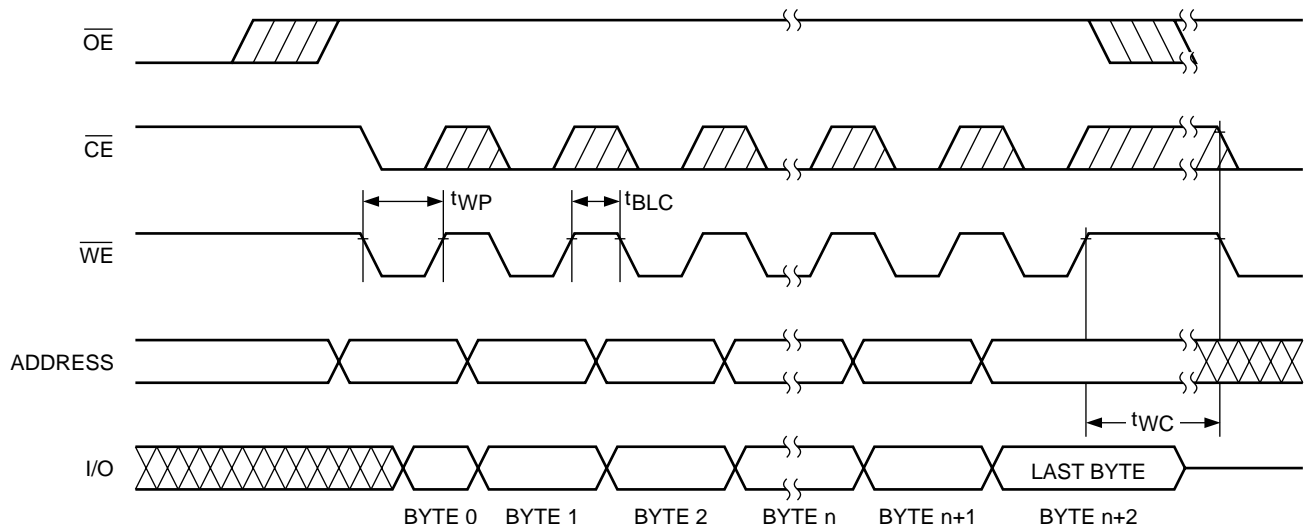 OE
CE
tWP
tBLC
WE
ADDRESS
tWC
I/O
LAST BYTE
BYTE 0 BYTE 1 BYTE 2 BYTE n BYTE n+1 BYTE n+2